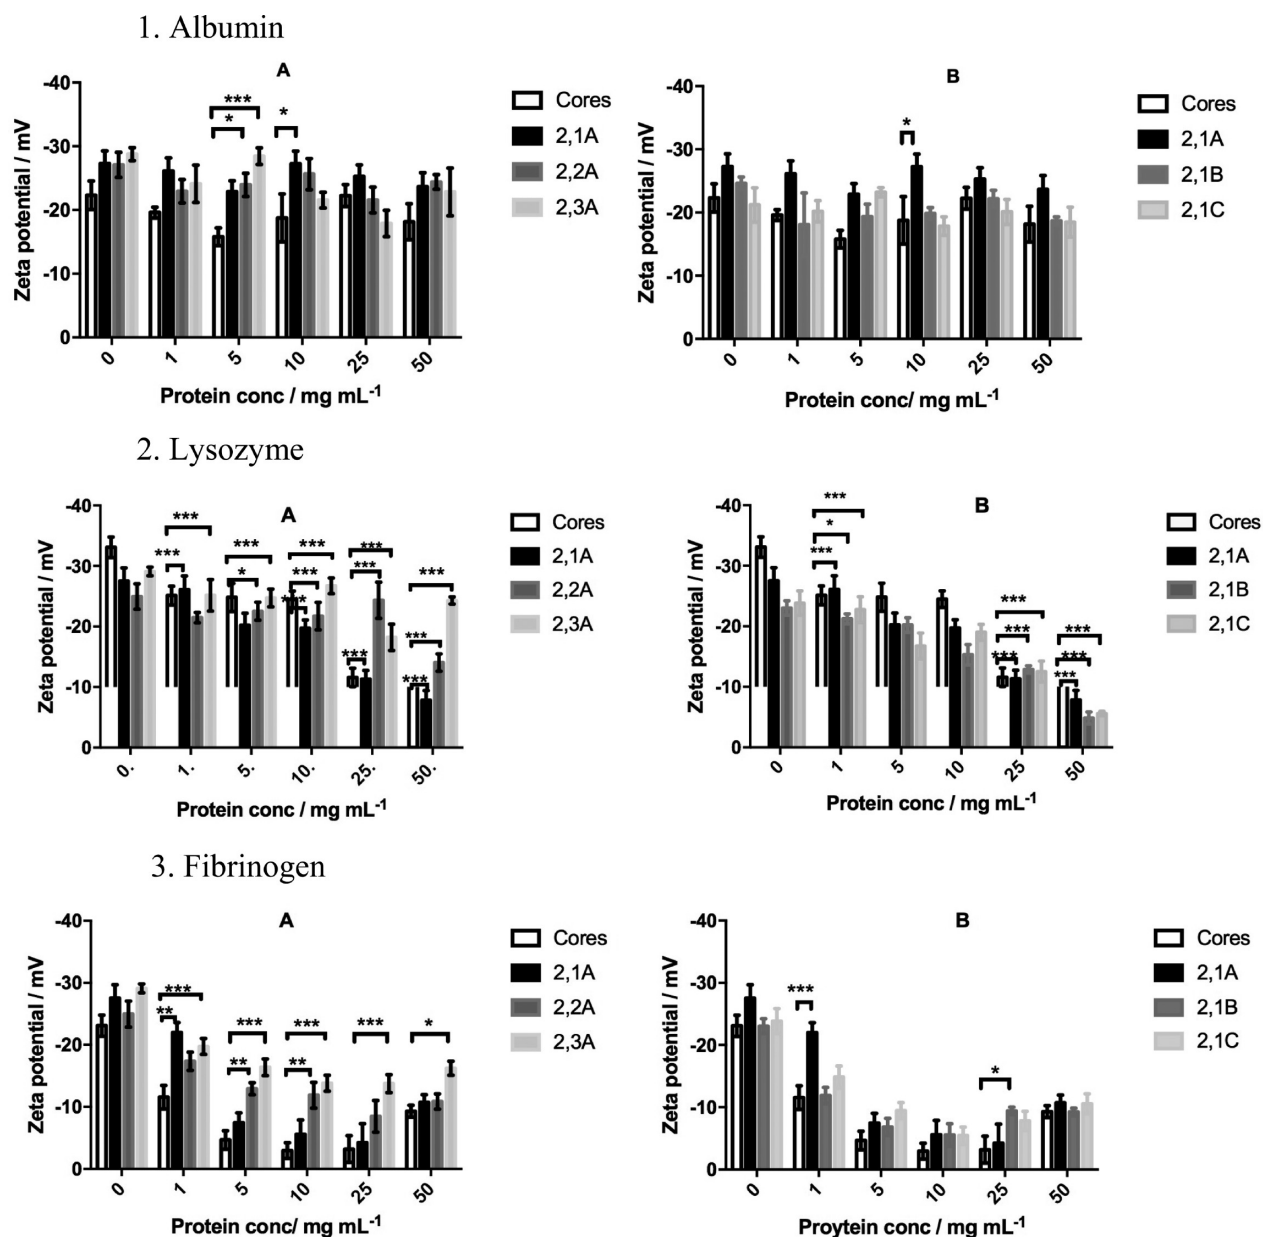 1. Albumin
A
Zeta potential / mV
-40
-30
-20
-10
0
***
*
*
0
1
5
10
25
50
Protein conc / mg mL-1
Cores
2,1A
2,2A
2,3A
B
Zeta potential / mV
-40
-30
-20
-10
0
*
0
1
5
10
25
50
Protein conc/ mg mL-1
Cores
2,1A
2,1B
2,1C
2. Lysozyme
A
Zeta potential / mV
-40
-30
-20
-10
0
***
***
***
*
***
***
***
***
***
***
***
***
***
0.
1.
5.
10.
25.
50.
Protein conc / mg mL-1
Cores
2,1A
2,2A
2,3A
B
Zeta potential / mV
-40
-30
-20
-10
0
***
*
***
***
***
***
***
***
***
0
1
5
10
25
50
Protein conc / mg mL-1
Cores
2,1A
2,1B
2,1C
3. Fibrinogen
A
Zeta potential / mV
-40
-30
-20
-10
0
***
**
***
**
***
**
***
*
0
1
5
10
25
50
Protein conc/ mg mL-1
Cores
2,1A
2,2A
2,3A
B
Zeta potential / mV
-40
-30
-20
-10
0
***
*
0
1
5
10
25
50
Proytein conc / mg mL-1
Cores
2,1A
2,1B
2,1C